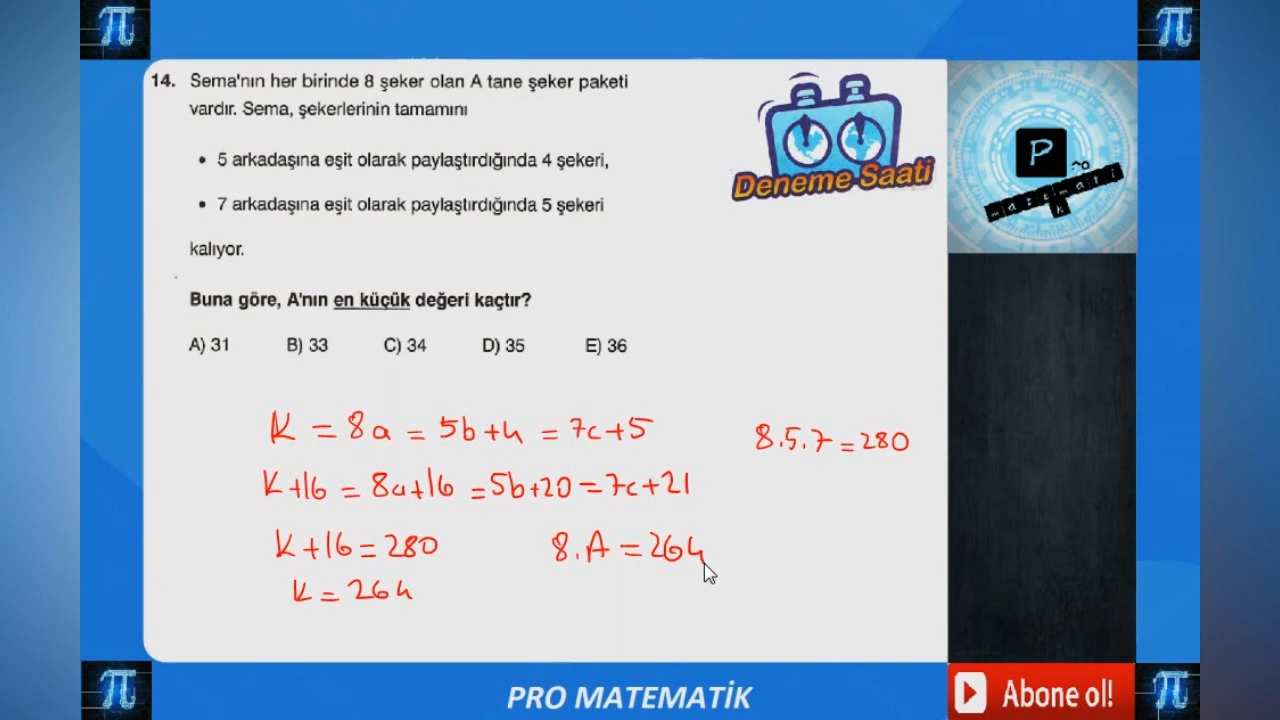 π
π
14. Sema'nın her birinde 8 şeker olan A tane şeker paketi
vardır. Sema, şekerlerinin tamamını
• 5 arkadaşına eşit olarak paylaştırdığında 4 şekeri,
• 7 arkadaşına eşit olarak paylaştırdığında 5 şekeri
kalıyor.
Buna göre, A'nın en küçük değeri kaçtır?
A) 31 B) 33 C) 34 D) 35 E) 36
Deneme Saati
P
~o
matematik
K = 8a = 5b+4 = 7c+5
8.5.7 = 280
K+16 = 8a+16 = 5b+20 = 7c+21
K+16 = 280
8.A = 264
K = 264
π
PRO MATEMATİK
Abone ol!
π